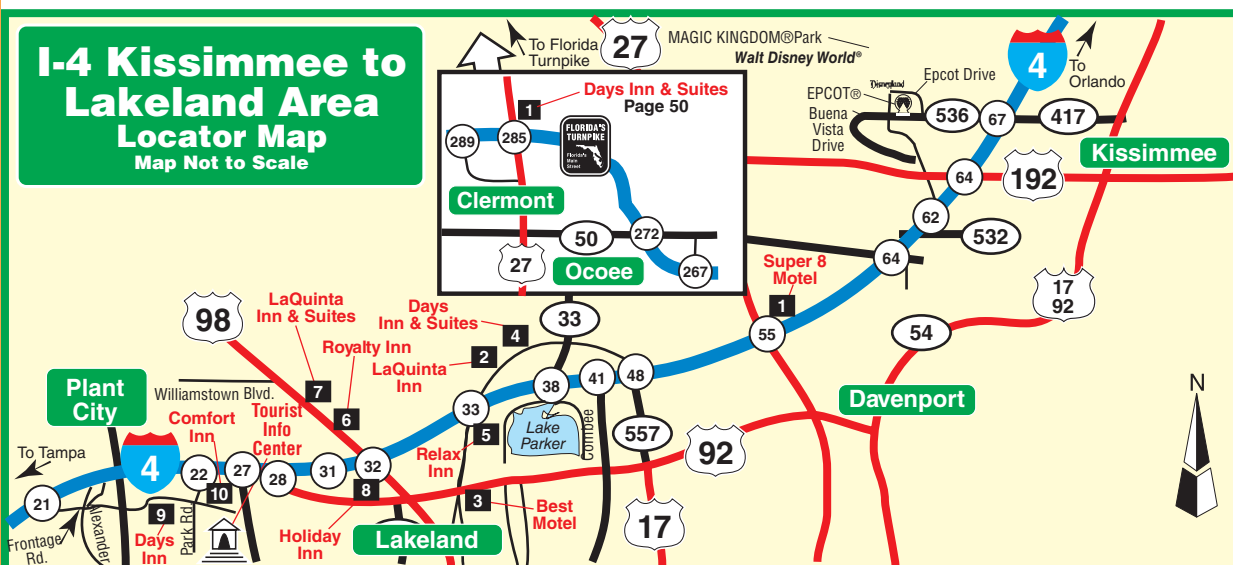 I-4 Kissimmee to
Lakeland Area
Locator Map
Map Not to Scale
To Florida
Turnpike
27
MAGIC KINGDOM®Park
Walt Disney World®
4
To
Orlando
Epcot Drive
EPCOT®
Buena
Vista
Drive
536
67
417
Kissimmee
64
192
62
532
64
1
Days Inn & Suites
Page 50
289
285
FLORIDA'S
TURNPIKE
Florida's
Main
Street
Clermont
50
272
27
Ocoee
267
Super 8
Motel
1
55
17
92
54
Davenport
98
LaQuinta
Inn & Suites
Days
Inn & Suites
4
33
Royalty Inn
LaQuinta
Inn
2
7
6
Williamstown Blvd.
Plant
City
Comfort
Inn
Tourist
Info
Center
33
38
41
48
Lake
Parker
Combee
5
Relax
Inn
557
92
To Tampa
4
21
22
27
28
31
32
10
8
9
3
Best
Motel
17
Frontage
Rd.
Alexander
Days
Inn
Park Rd.
Holiday
Inn
Lakeland
N